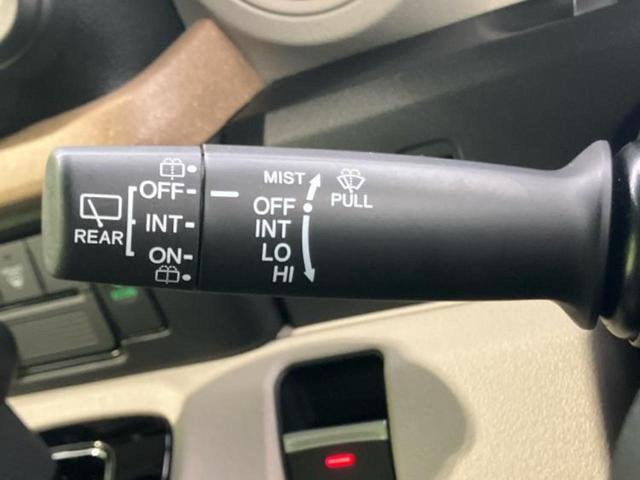 OFF
INT
ON
REAR
MIST
OFF
INT
LO
HI
PULL